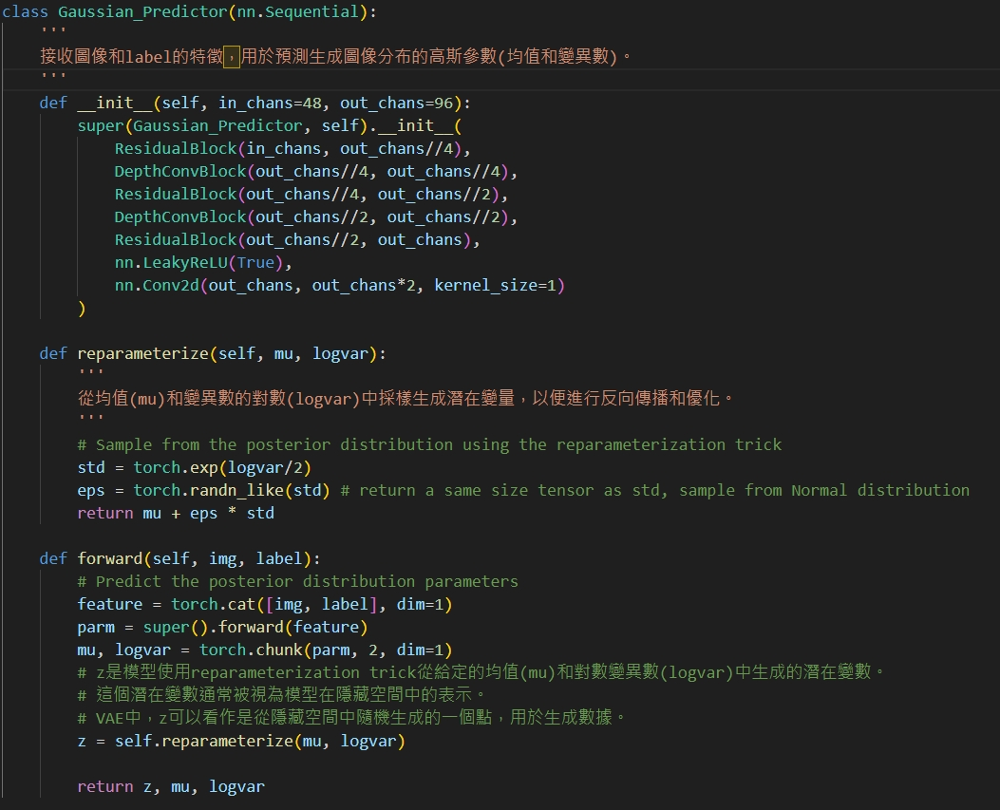 class Gaussian_Predictor(nn.Sequential):
    '''
    接收圖像和label的特徵，用於預測生成圖像分布的高斯參數(均值和變異數)。
    '''
    def __init__(self, in_chans=48, out_chans=96):
        super(Gaussian_Predictor, self).__init__(
            ResidualBlock(in_chans, out_chans//4),
            DepthConvBlock(out_chans//4, out_chans//4),
            ResidualBlock(out_chans//4, out_chans//2),
            DepthConvBlock(out_chans//2, out_chans//2),
            ResidualBlock(out_chans//2, out_chans),
            nn.LeakyReLU(True),
            nn.Conv2d(out_chans, out_chans*2, kernel_size=1)
        )
    def reparameterize(self, mu, logvar):
        '''
        從均值(mu)和變異數的對數(logvar)中採樣生成潛在變量，以便進行反向傳播和優化。
        '''
        # Sample from the posterior distribution using the reparameterization trick
        std = torch.exp(logvar/2)
        eps = torch.randn_like(std) # return a same size tensor as std, sample from Normal distribution
        return mu + eps * std
    def forward(self, img, label):
        # Predict the posterior distribution parameters
        feature = torch.cat([img, label], dim=1)
        parm = super().forward(feature)
        mu, logvar = torch.chunk(parm, 2, dim=1)
        # z是模型使用reparameterization trick從給定的均值(mu)和對數變異數(logvar)中生成的潛在變數。
        # 這個潛在變數通常被視為模型在隱藏空間中的表示。
        # VAE中，z可以看作是從隱藏空間中隨機生成的一個點，用於生成數據。
        z = self.reparameterize(mu, logvar)
        return z, mu, logvar